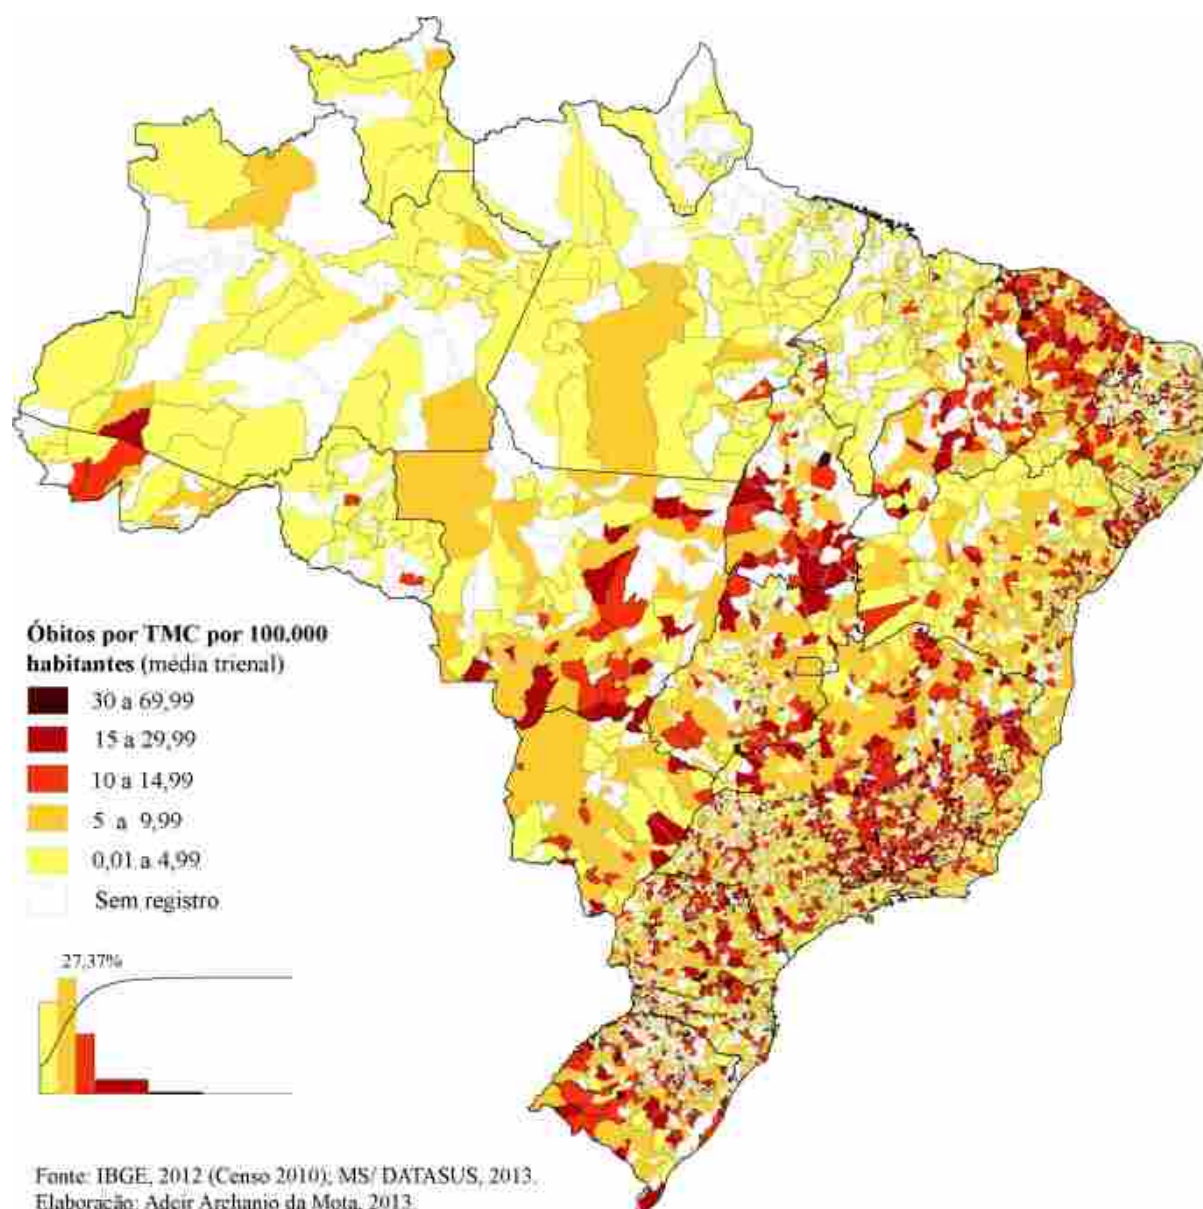 Óbitos por TMC por 100.000
habitantes (média trienal)
30 a 69,99
15 a 29,99
10 a 14,99
5 a 9,99
0,01 a 4,99
Sem registro
27,37%
Fonte: IBGE, 2012 (Censo 2010); MS/ DATASUS, 2013.
Elaboração: Adeir Archanjo da Mota, 2013.